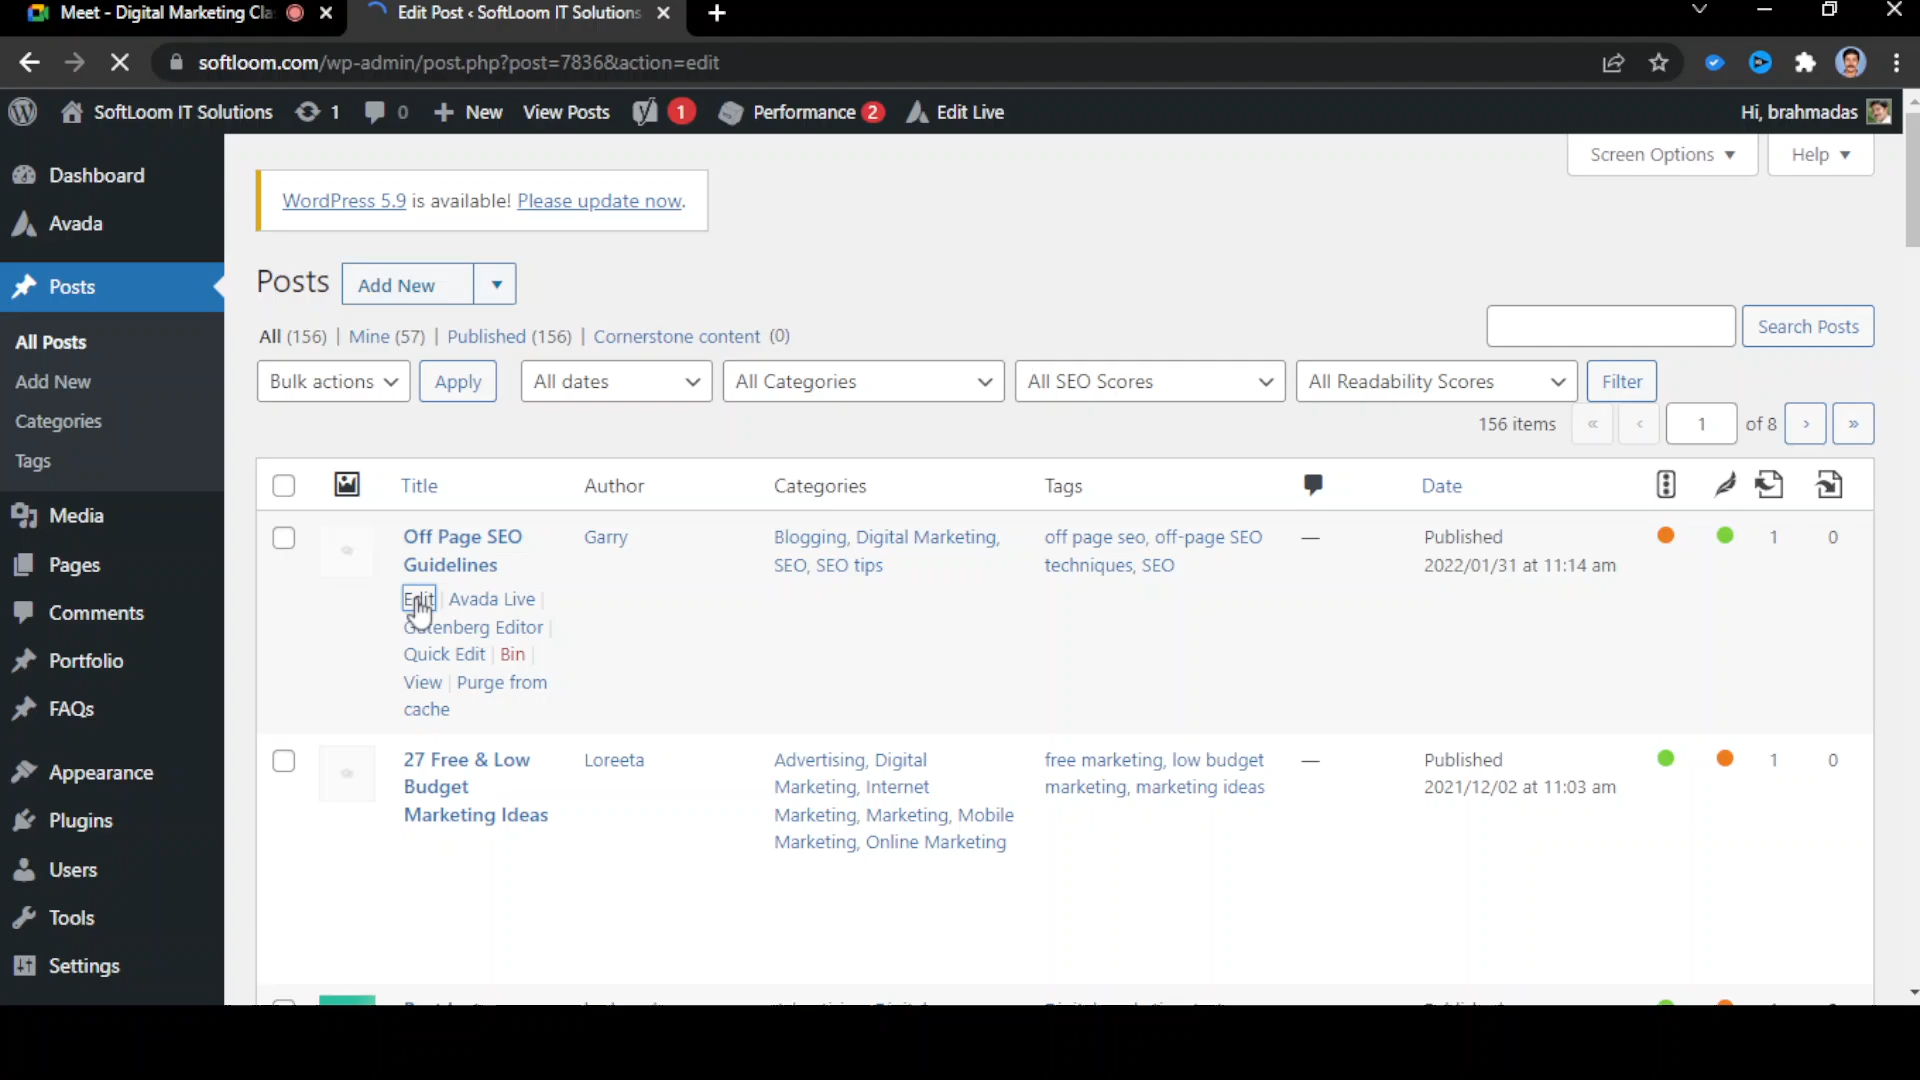 Meet - Digital Marketing Cla
Edit Post ‹ SoftLoom IT Solutions
softloom.com/wp-admin/post.php?post=7836&action=edit
SoftLoom IT Solutions 1 0 New View Posts 1 Performance 2 Edit Live Hi, brahmadas
Screen Options Help
Dashboard
Avada
Posts
All Posts
Add New
Categories
Tags
Media
Pages
Comments
Portfolio
FAQs
Appearance
Plugins
Users
Tools
Settings
WordPress 5.9 is available! Please update now.
Posts Add New
All (156) | Mine (57) | Published (156) | Cornerstone content (0)
Search Posts
Bulk actions Apply All dates All Categories All SEO Scores All Readability Scores Filter
156 items « ‹ 1 of 8 › »
Title Author Categories Tags Date
Off Page SEO Garry Blogging, Digital Marketing, off page seo, off-page SEO — Published 1 0
Guidelines SEO, SEO tips techniques, SEO 2022/01/31 at 11:14 am
Edit | Avada Live |
Gutenberg Editor |
Quick Edit | Bin |
View | Purge from
cache
27 Free & Low Loreeta Advertising, Digital free marketing, low budget — Published 1 0
Budget Marketing, Internet marketing, marketing ideas 2021/12/02 at 11:03 am
Marketing Ideas Marketing, Marketing, Mobile
Marketing, Online Marketing